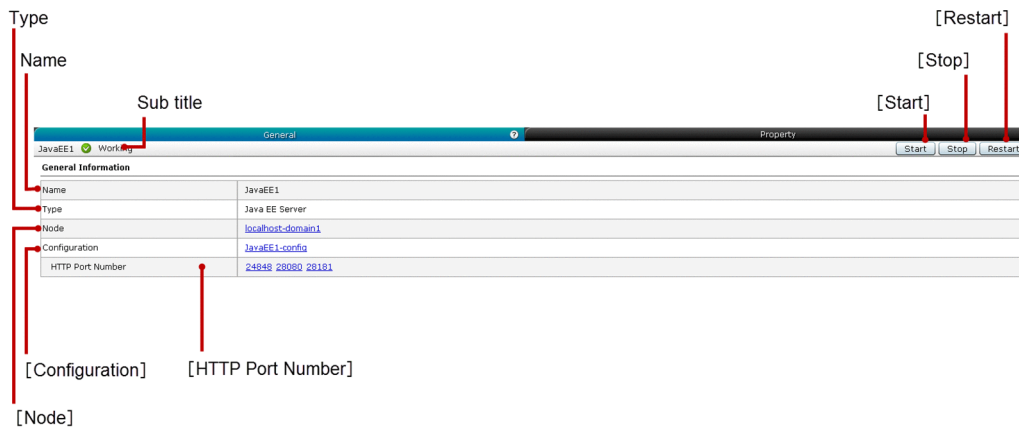 Type
[Restart]
Name
[Stop]
Sub title
[Start]
General ? Property
JavaEE1 Working Start Stop Restart
General Information
Name JavaEE1
Type Java EE Server
Node localhost-domain1
Configuration JavaEE1-config
HTTP Port Number 24848 28080 28181
[Configuration] [HTTP Port Number]
[Node]